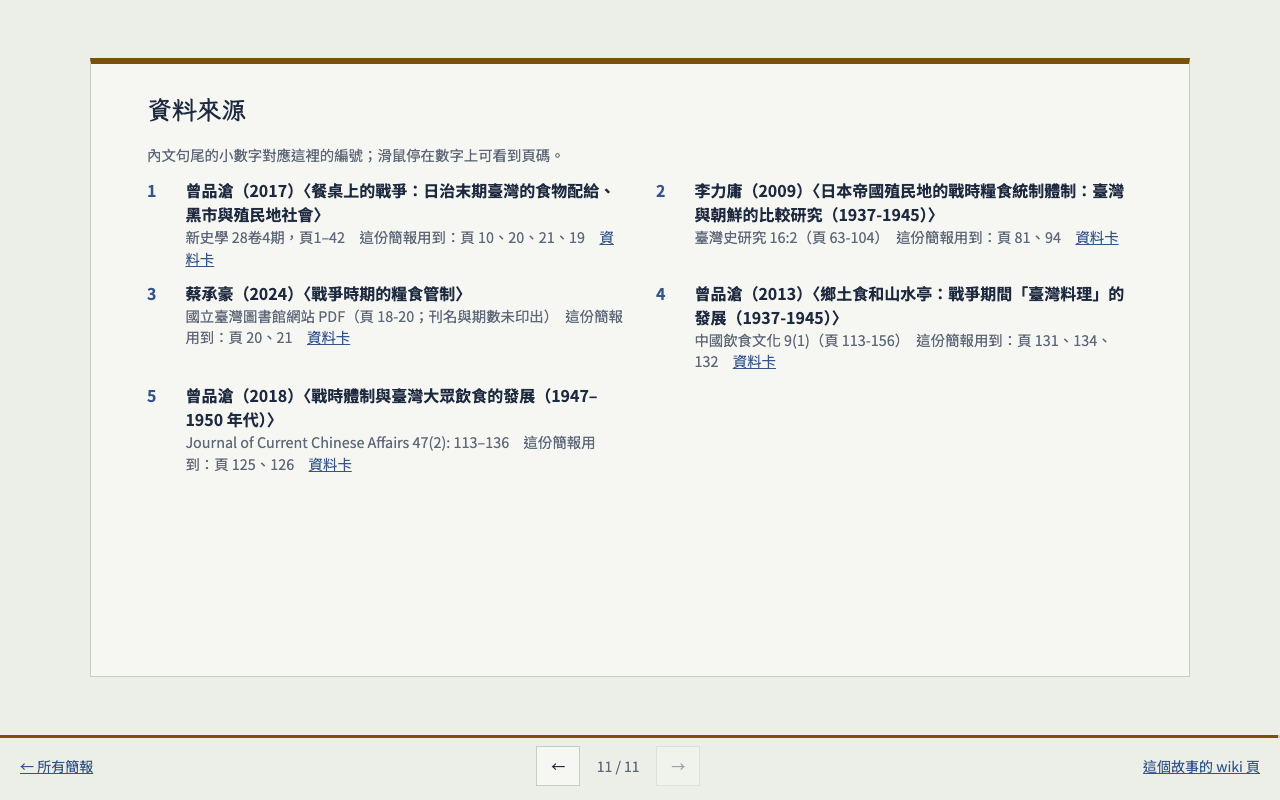 資料來源
內文句尾的小數字對應這裡的編號；滑鼠停在數字上可看到頁碼。
1 曾品滄（2017）〈餐桌上的戰爭：日治末期臺灣的食物配給、
黑市與殖民地社會〉
新史學 28卷4期，頁1–42 這份簡報用到：頁 10、20、21、19 資
料卡
2 李力庸（2009）〈日本帝國殖民地的戰時糧食統制體制：臺灣
與朝鮮的比較研究（1937-1945）〉
臺灣史研究 16:2（頁 63-104） 這份簡報用到：頁 81、94 資料卡
3 蔡承豪（2024）〈戰爭時期的糧食管制〉
國立臺灣圖書館網站 PDF（頁 18-20；刊名與期數未印出） 這份簡報
用到：頁 20、21 資料卡
4 曾品滄（2013）〈鄉土食和山水亭：戰爭期間「臺灣料理」的
發展（1937-1945）〉
中國飲食文化 9(1)（頁 113-156） 這份簡報用到：頁 131、134、
132 資料卡
5 曾品滄（2018）〈戰時體制與臺灣大眾飲食的發展（1947–
1950 年代）〉
Journal of Current Chinese Affairs 47(2): 113–136 這份簡報用
到：頁 125、126 資料卡
← 所有簡報
←
11 / 11
→
這個故事的 wiki 頁